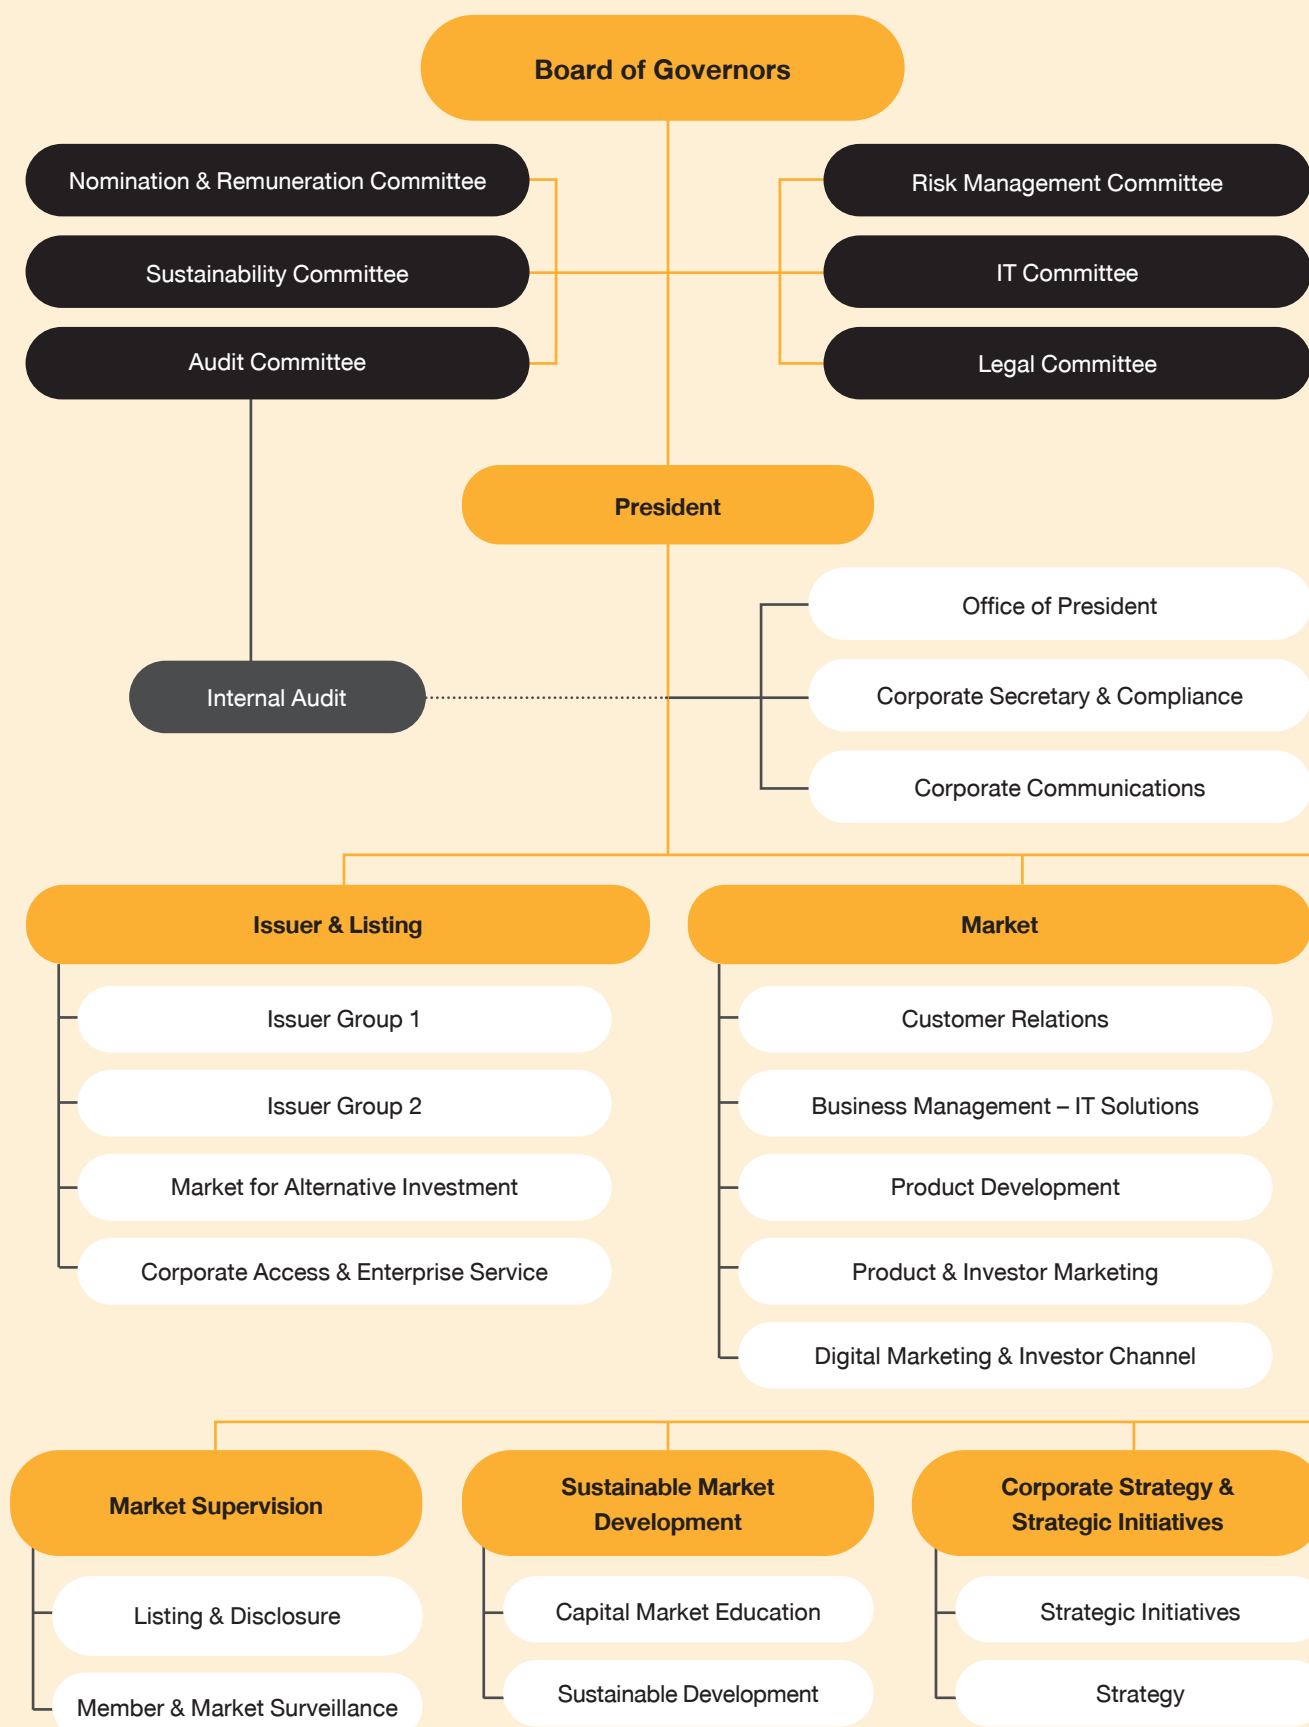 Board of Governors
Nomination & Remuneration Committee
Risk Management Committee
Sustainability Committee
IT Committee
Audit Committee
Legal Committee
President
Office of President
Internal Audit
Corporate Secretary & Compliance
Corporate Communications
Issuer & Listing
Market
Issuer Group 1
Customer Relations
Issuer Group 2
Business Management – IT Solutions
Market for Alternative Investment
Product Development
Corporate Access & Enterprise Service
Product & Investor Marketing
Digital Marketing & Investor Channel
Market Supervision
Sustainable Market
Development
Corporate Strategy &
Strategic Initiatives
Listing & Disclosure
Capital Market Education
Strategic Initiatives
Member & Market Surveillance
Sustainable Development
Strategy